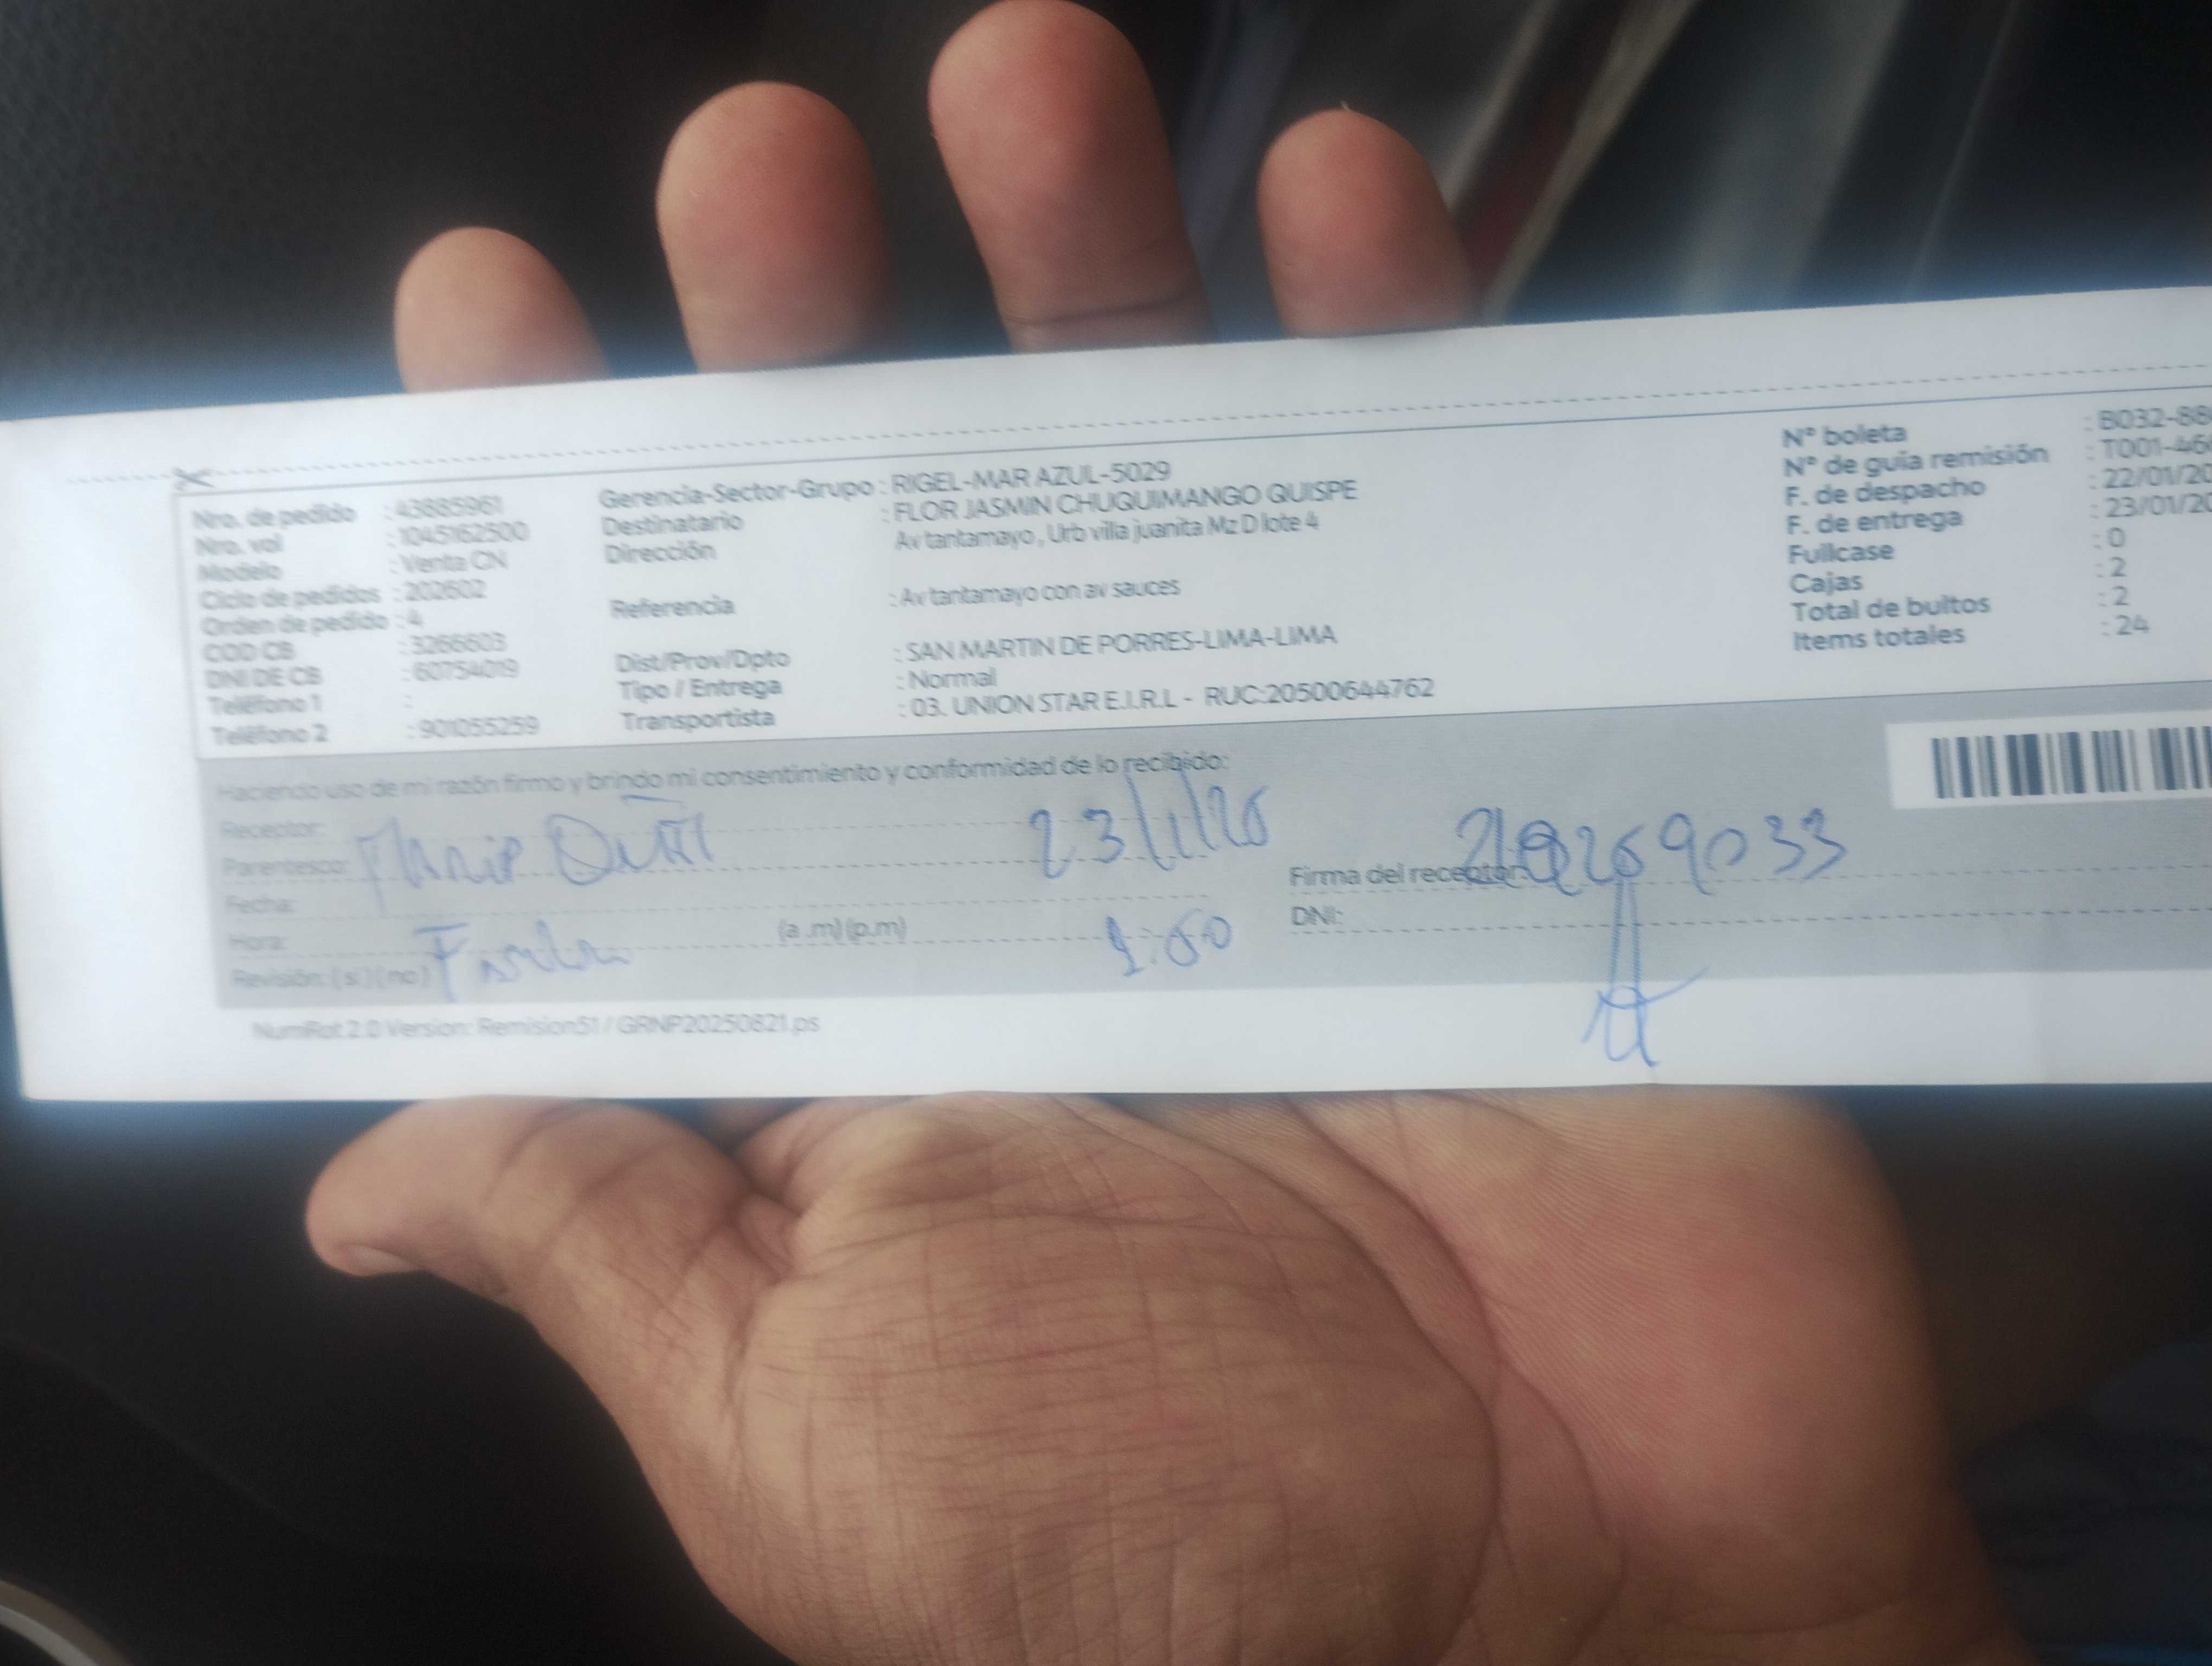 Nro. de pedido : 43885961
Nro. vol : 1045162500
Modelo : Venta CN
Ciclo de pedidos : 202602
Orden de pedido : 4
COD CB : 3266603
DNI DE CB : 60754019
Teléfono 1 :
Teléfono 2 : 901055259
Gerencia-Sector-Grupo : RIGEL-MAR AZUL-5029
Destinatario : FLOR JASMIN CHUQUIMANGO QUISPE
Dirección Av tantamayo , Urb villa juanita Mz D lote 4
Referencia : Av tantamayo con av sauces
Dist/Prov/Dpto : SAN MARTIN DE PORRES-LIMA-LIMA
Tipo / Entrega : Normal
Transportista : 03. UNION STAR E.I.R.L - RUC:20500644762
N° boleta : B032-88
N° de guía remisión : T001-46
F. de despacho : 22/01/20
F. de entrega : 23/01/20
Fullcase : 0
Cajas : 2
Total de bultos : 2
Items totales : 24
Haciendo uso de mi razón firmo y brindo mi consentimiento y conformidad de lo recibido:
Receptor:
Parentesco: 23/1/26
Fecha:
Hora: (a .m) (p.m)
Revisión: ( si ) ( no )
Firma del receptor:
DNI:
NumRot 2.0 Version: Remision51 / GRNP20250821.ps